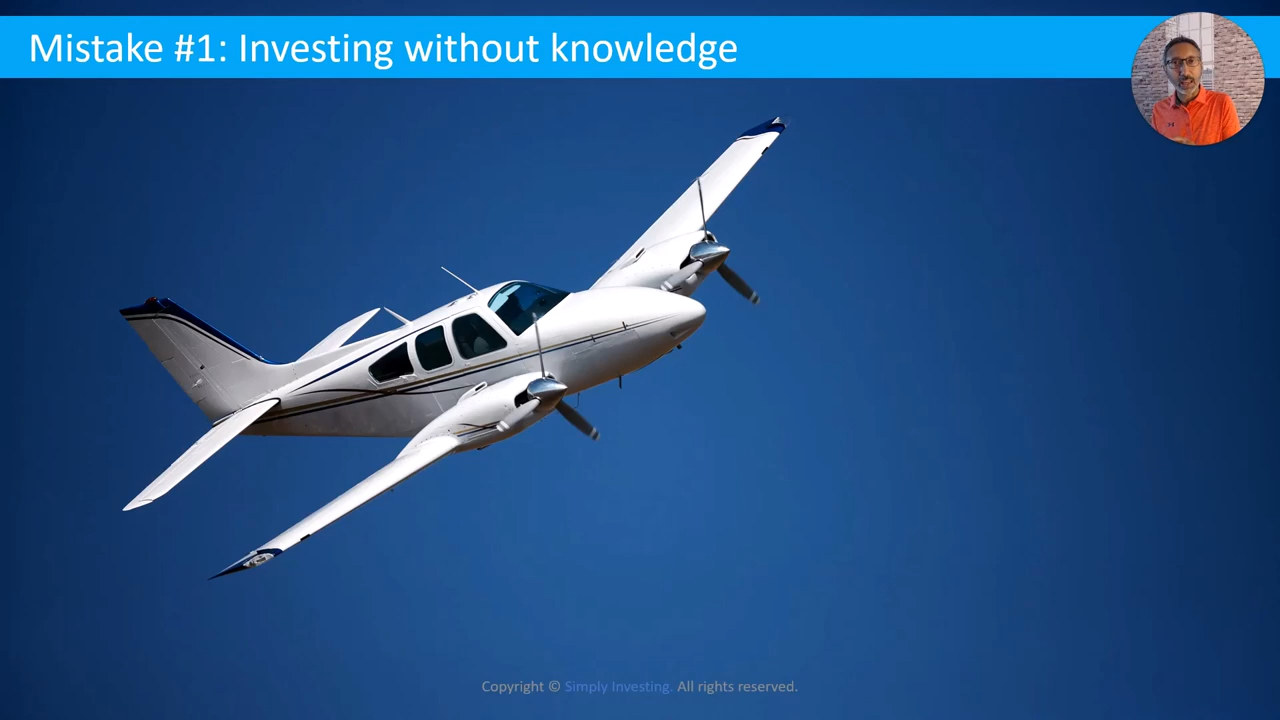 Mistake #1: Investing without knowledge
Copyright © Simply Investing. All rights reserved.